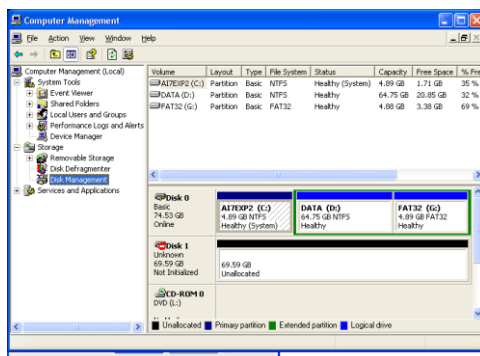 Computer Management
File Action View Window Help
Computer Management (Local)
System Tools
Event Viewer
Shared Folders
Local Users and Groups
Performance Logs and Alerts
Device Manager
Storage
Removable Storage
Disk Defragmenter
Disk Management
Services and Applications
Volume Layout Type File System Status Capacity Free Space % Fre
AI7EXP2 (C:) Partition Basic NTFS Healthy (System) 4.89 GB 1.71 GB 35 %
DATA (D:) Partition Basic NTFS Healthy 64.75 GB 20.85 GB 32 %
FAT32 (G:) Partition Basic FAT32 Healthy 4.88 GB 3.38 GB 69 %
Disk 0
Basic
74.53 GB
Online
AI7EXP2 (C:)
4.89 GB NTFS
Healthy (System)
DATA (D:)
64.75 GB NTFS
Healthy
FAT32 (G:)
4.89 GB FAT32
Healthy
Disk 1
Unknown
69.59 GB
Not Initialized
69.59 GB
Unallocated
CD-ROM 0
DVD (L:)
Unallocated Primary partition Extended partition Logical drive